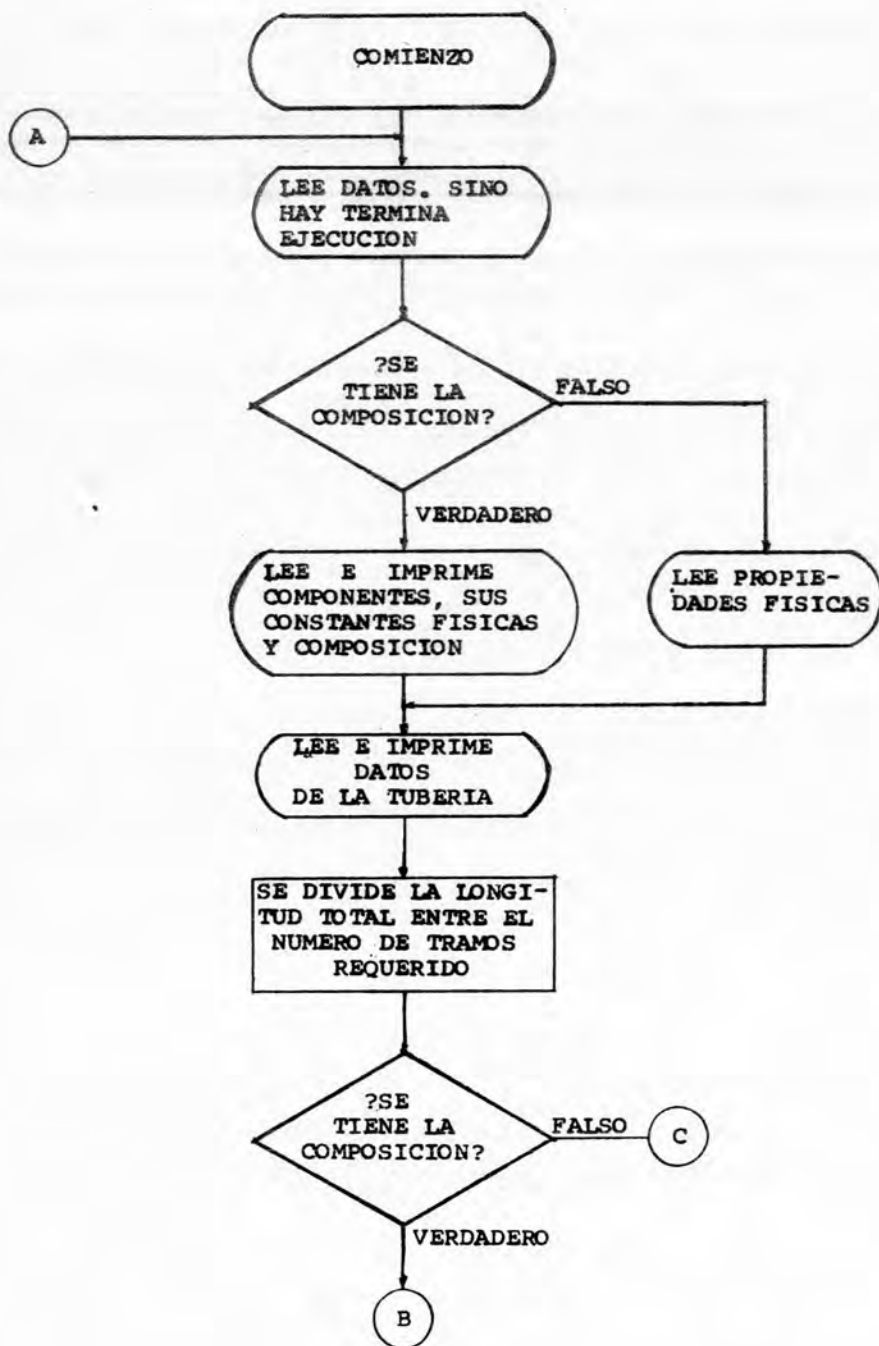 COMIENZO
A
LEE DATOS. SINO
HAY TERMINA
EJECUCION
?SE
TIENE LA
COMPOSICION?
FALSO
VERDADERO
LEE E IMPRIME
COMPONENTES, SUS
CONSTANTES FISICAS
Y COMPOSICION
LEE PROPIE-
DADES FISICAS
LEE E IMPRIME
DATOS
DE LA TUBERIA
SE DIVIDE LA LONGI-
TUD TOTAL ENTRE EL
NUMERO DE TRAMOS
REQUERIDO
?SE
TIENE LA
COMPOSICION?
FALSO
C
VERDADERO
B